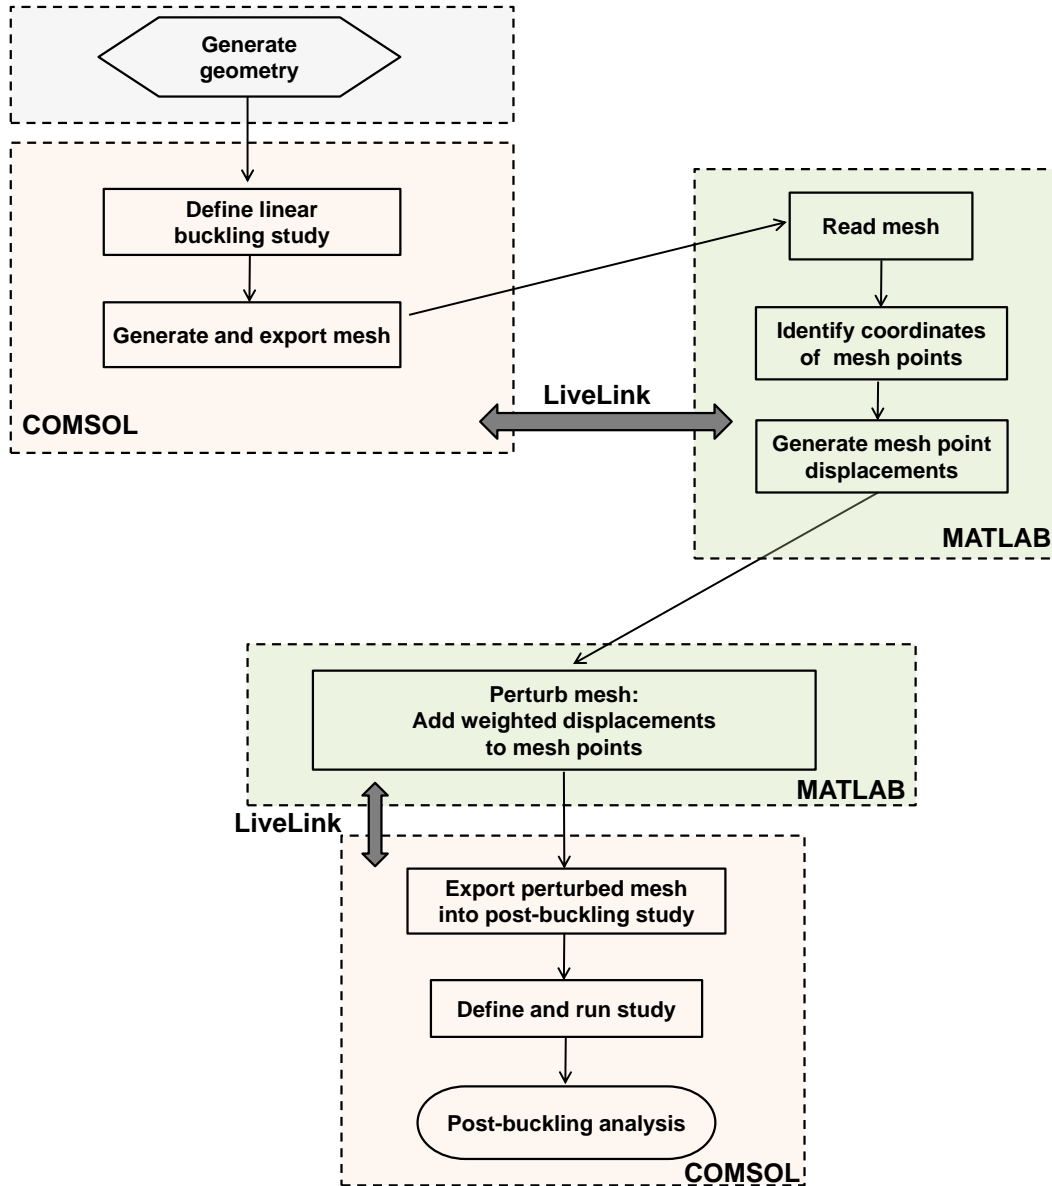 Generate
geometry
Define linear
buckling study
Generate and export mesh
COMSOL
LiveLink
Read mesh
Identify coordinates
of mesh points
Generate mesh point
displacements
MATLAB
Perturb mesh:
Add weighted displacements
to mesh points
MATLAB
LiveLink
Export perturbed mesh
into post-buckling study
Define and run study
Post-buckling analysis
COMSOL